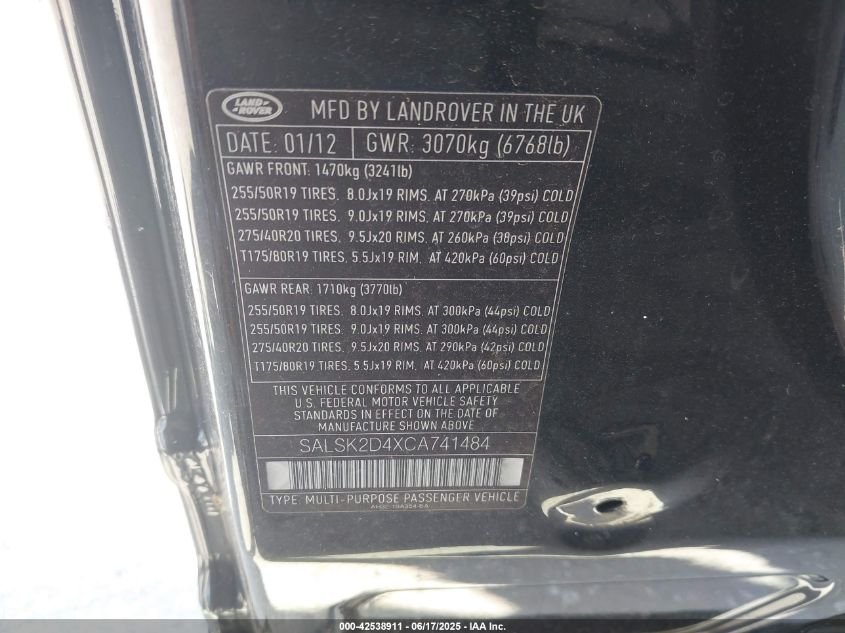 LAND
ROVER
MFD BY LANDROVER IN THE UK
DATE: 01/12 GWR: 3070kg (6768lb)
GAWR FRONT: 1470kg (3241lb)
255/50R19 TIRES. 8.0Jx19 RIMS. AT 270kPa (39psi) COLD
255/50R19 TIRES. 9.0Jx19 RIMS. AT 270kPa (39psi) COLD
275/40R20 TIRES. 9.5Jx20 RIMS. AT 260kPa (38psi) COLD
T175/80R19 TIRES. 5.5Jx19 RIM. AT 420kPa (60psi) COLD
GAWR REAR: 1710kg (3770lb)
255/50R19 TIRES. 8.0Jx19 RIMS. AT 300kPa (44psi) COLD
255/50R19 TIRES. 9.0Jx19 RIMS. AT 300kPa (44psi) COLD
275/40R20 TIRES. 9.5Jx20 RIMS. AT 290kPa (42psi) COLD
T175/80R19 TIRES. 5.5Jx19 RIM. AT 420kPa (60psi) COLD
THIS VEHICLE CONFORMS TO ALL APPLICABLE
U.S. FEDERAL MOTOR VEHICLE SAFETY
STANDARDS IN EFFECT ON THE DATE OF
MANUFACTURE SHOWN ABOVE
SALSK2D4XCA741484
TYPE: MULTI-PURPOSE PASSENGER VEHICLE
000-42538911 - 06/17/2025 - IAA Inc.